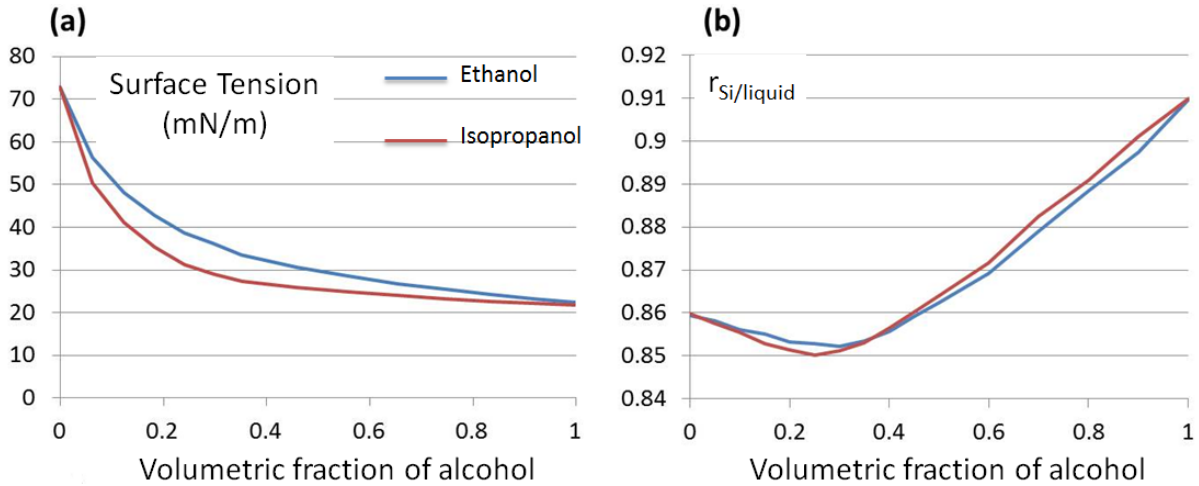 (a)
80
70
60
50
40
30
20
10
0
Surface Tension
(mN/m)
Ethanol
Isopropanol
0 0.2 0.4 0.6 0.8 1
Volumetric fraction of alcohol
(b)
0.92
0.91
0.9
0.89
0.88
0.87
0.86
0.85
0.84
rSi/liquid
0 0.2 0.4 0.6 0.8 1
Volumetric fraction of alcohol